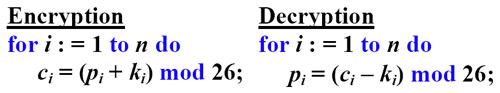 Encryption
for i : = 1 to n do
cᵢ = (pᵢ + kᵢ) mod 26;
Decryption
for i : = 1 to n do
pᵢ = (cᵢ – kᵢ) mod 26;